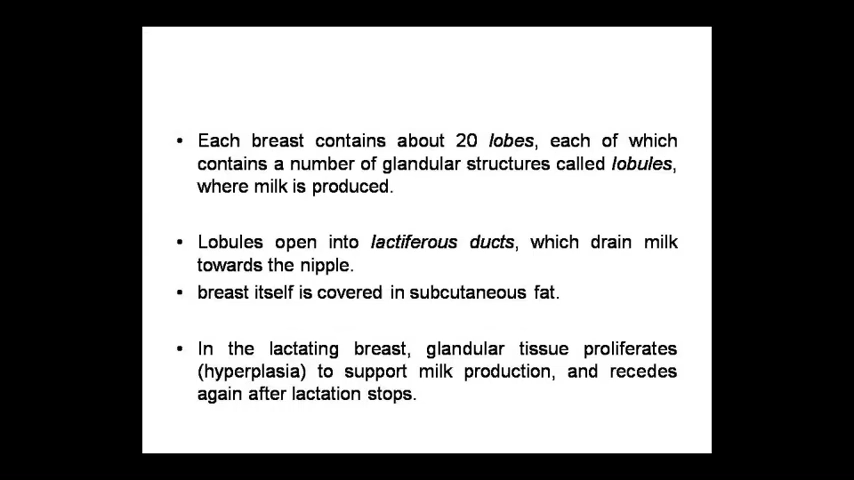 • Each breast contains about 20 lobes, each of which
contains a number of glandular structures called lobules,
where milk is produced.
• Lobules open into lactiferous ducts, which drain milk
towards the nipple.
• breast itself is covered in subcutaneous fat.
• In the lactating breast, glandular tissue proliferates
(hyperplasia) to support milk production, and recedes
again after lactation stops.